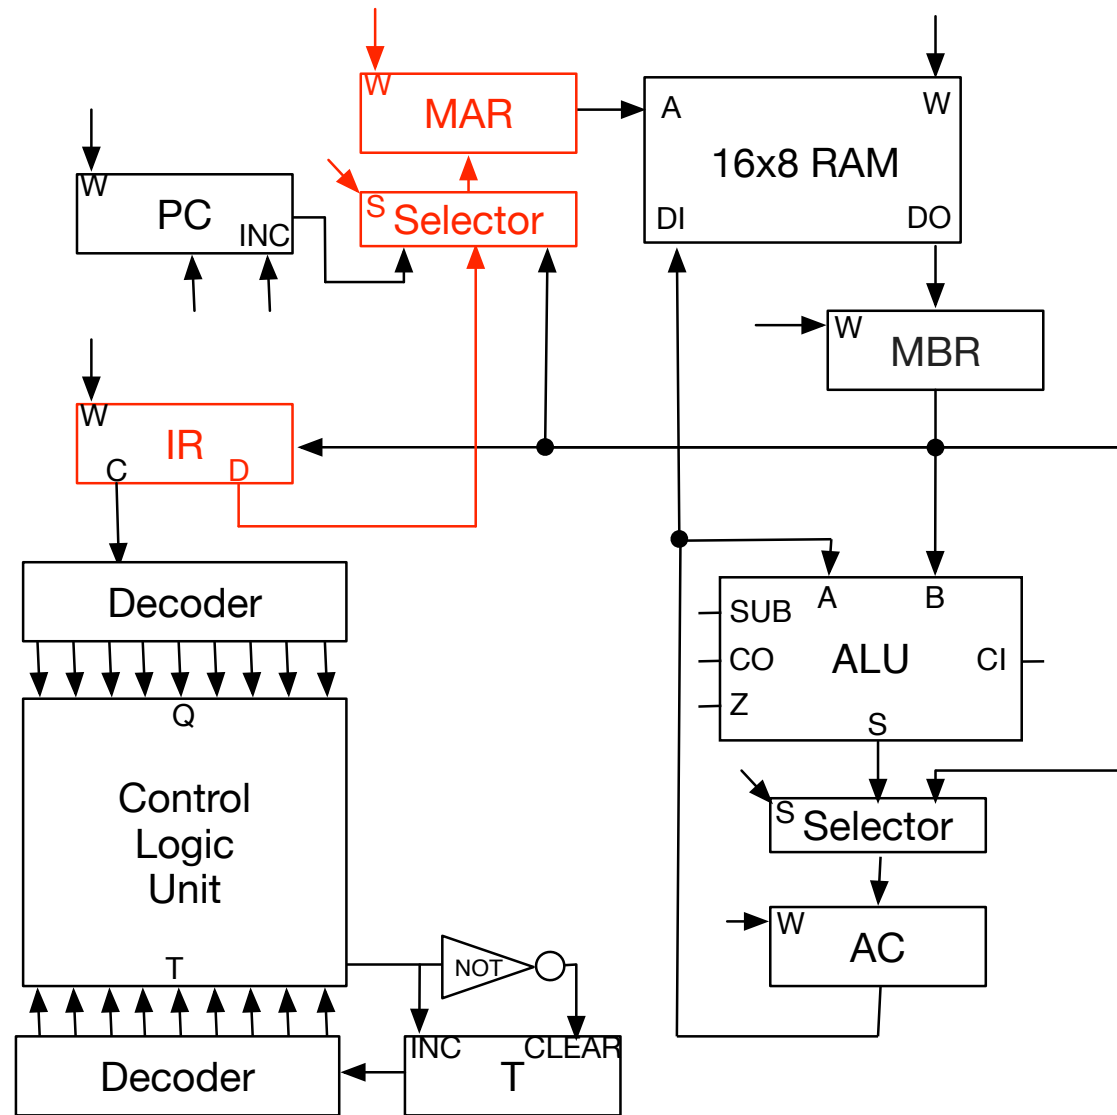 W
MAR
A
W
16x8 RAM
W
PC
INC
S
Selector
DI
DO
W
MBR
W
IR
C
D
Decoder
A
B
SUB
CO
ALU
CI
Z
S
Q
Control
Logic
Unit
T
S
Selector
W
AC
NOT
INC
CLEAR
T
Decoder